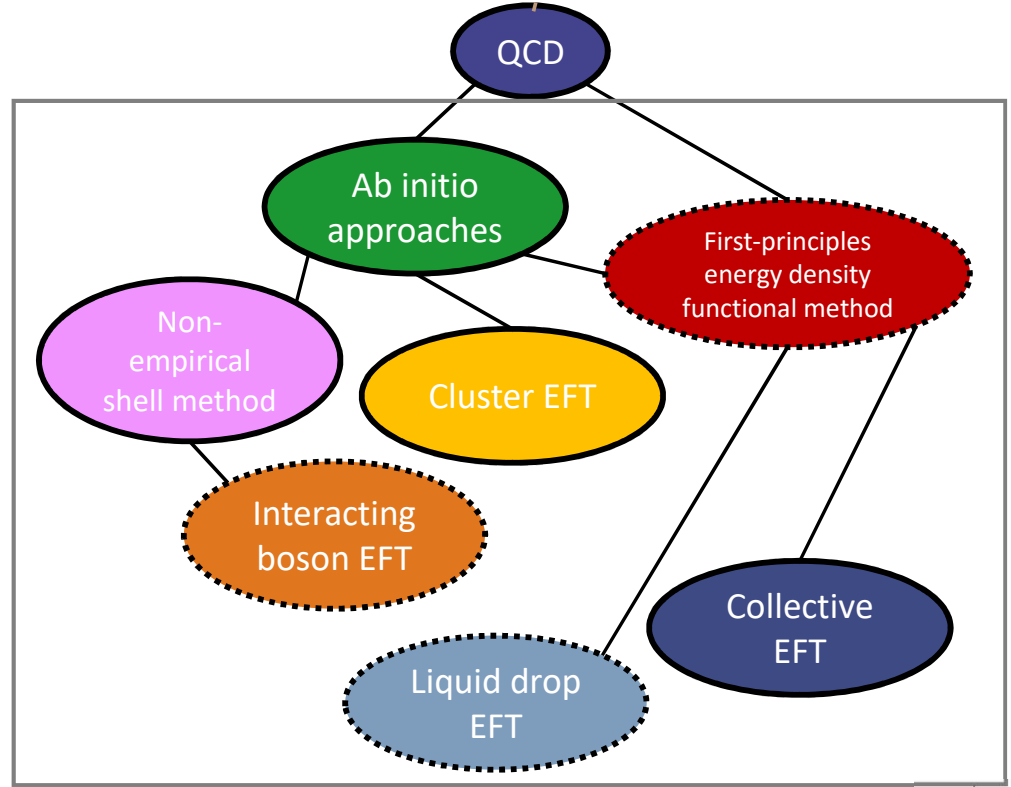 QCD
Ab initio
approaches
First-principles
energy density
functional method
Non-
empirical
shell method
Cluster EFT
Interacting
boson EFT
Collective
EFT
Liquid drop
EFT